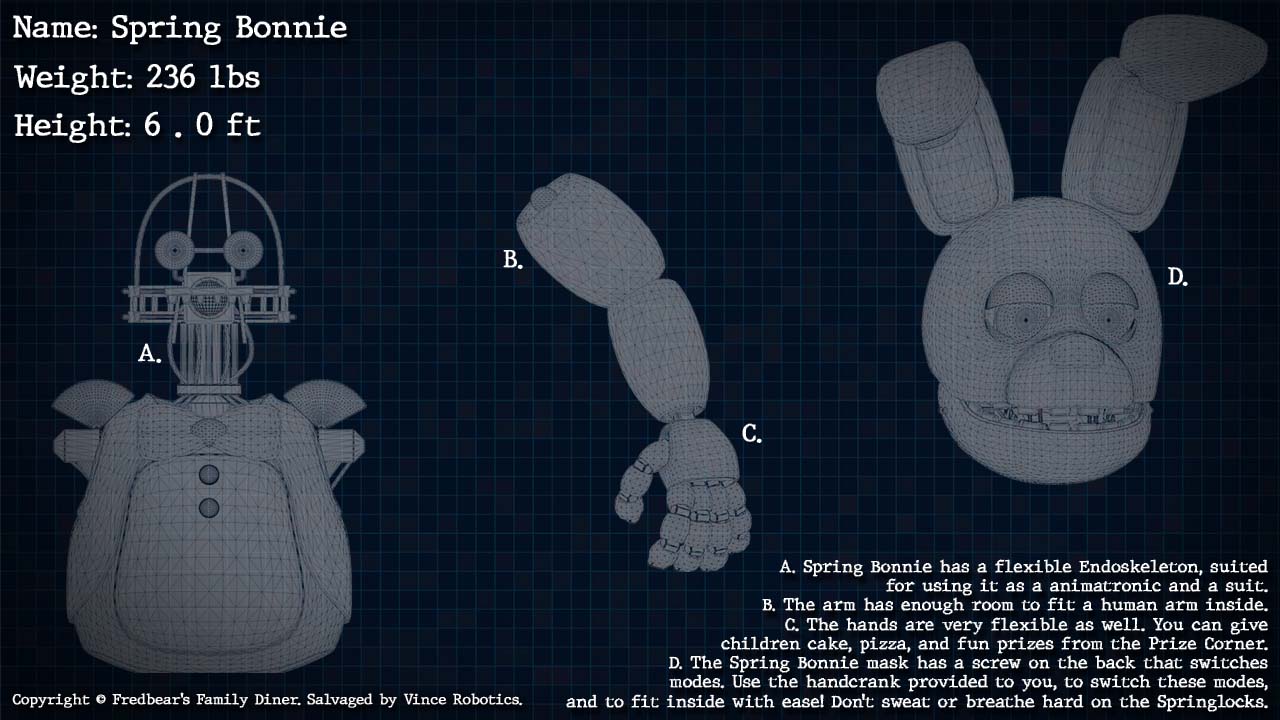 Name: Spring Bonnie
Weight: 236 lbs
Height: 6 . 0 ft
A.
B.
C.
D.
A. Spring Bonnie has a flexible Endoskeleton, suited
for using it as a animatronic and a suit.
B. The arm has enough room to fit a human arm inside.
C. The hands are very flexible as well. You can give
children cake, pizza, and fun prizes from the Prize Corner.
D. The Spring Bonnie mask has a screw on the back that switches
modes. Use the handcrank provided to you, to switch these modes,
and to fit inside with ease! Don't sweat or breathe hard on the Springlocks.
Copyright © Fredbear's Family Diner. Salvaged by Vince Robotics.